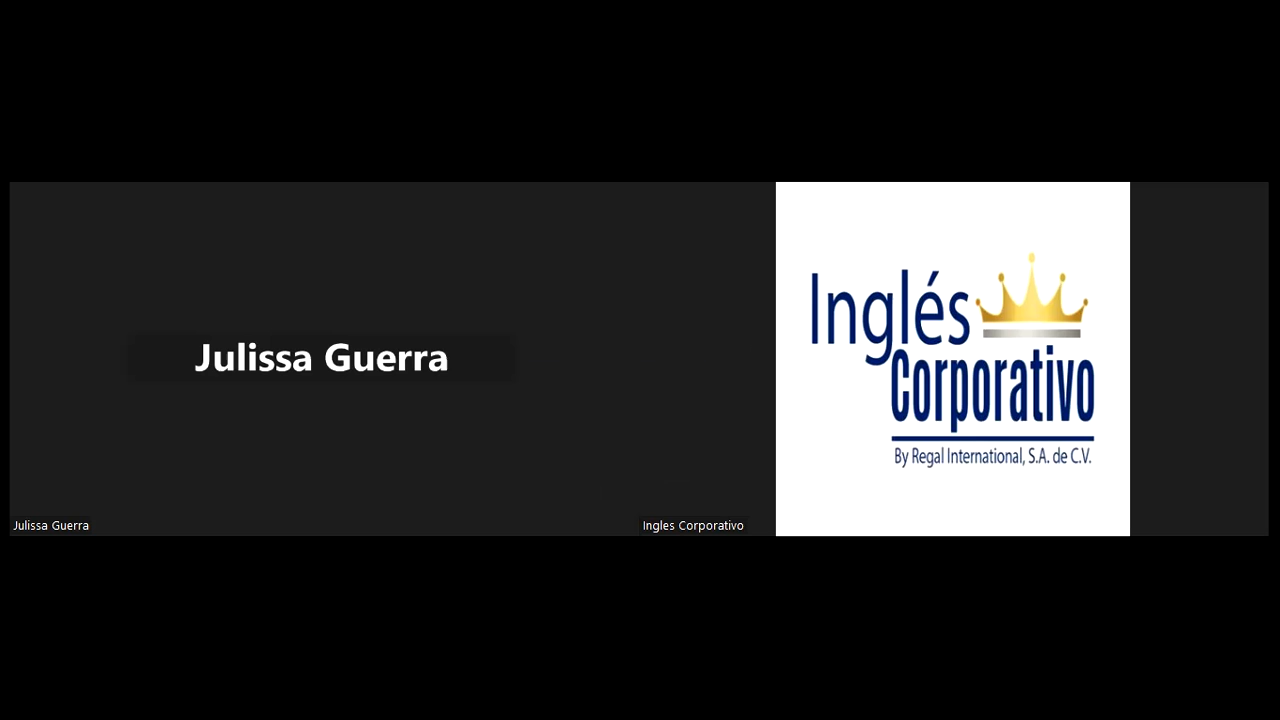 Julissa Guerra
Julissa Guerra
Ingles Corporativo
Inglés
Corporativo
By Regal International, S.A. de C.V.